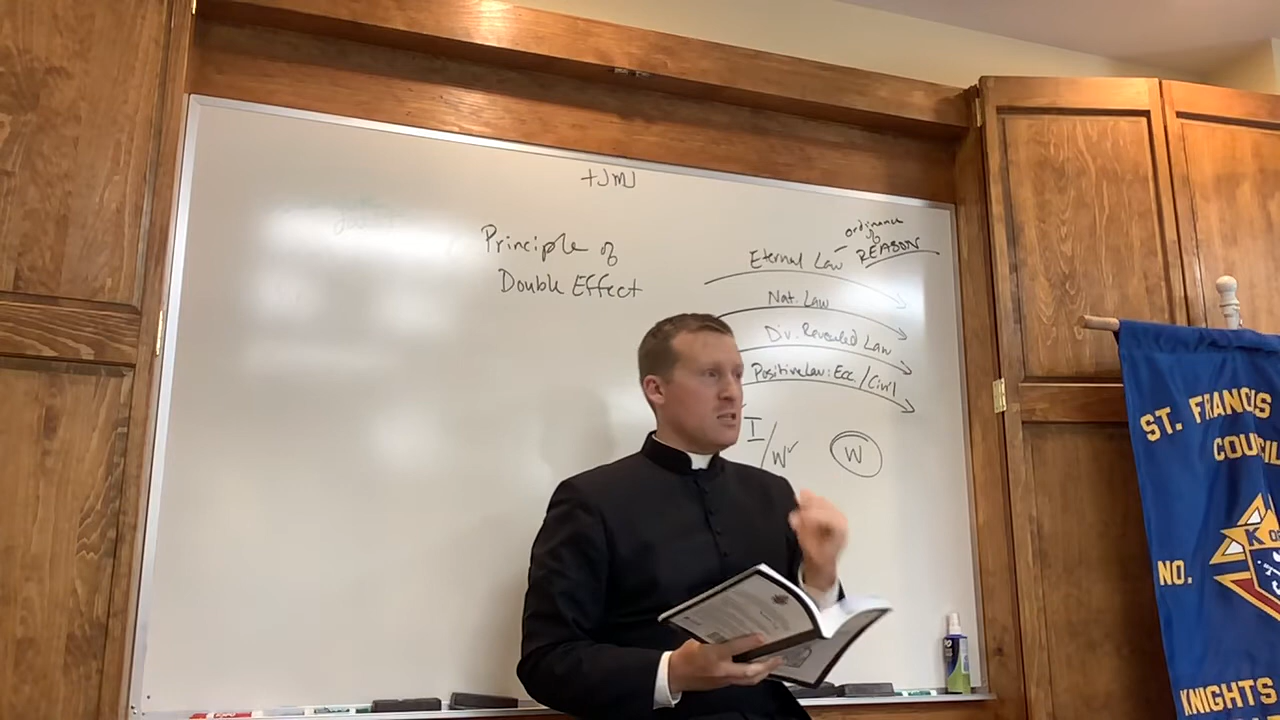 +JMJ
Principle of
Double Effect
ordinance
of
Eternal Law - REASON
Nat. Law
Div. Revealed Law
Positive Law: Ecc./Civil
I
W
W
ST. FRANCIS
COUNCIL
NO.
K OF
KNIGHTS